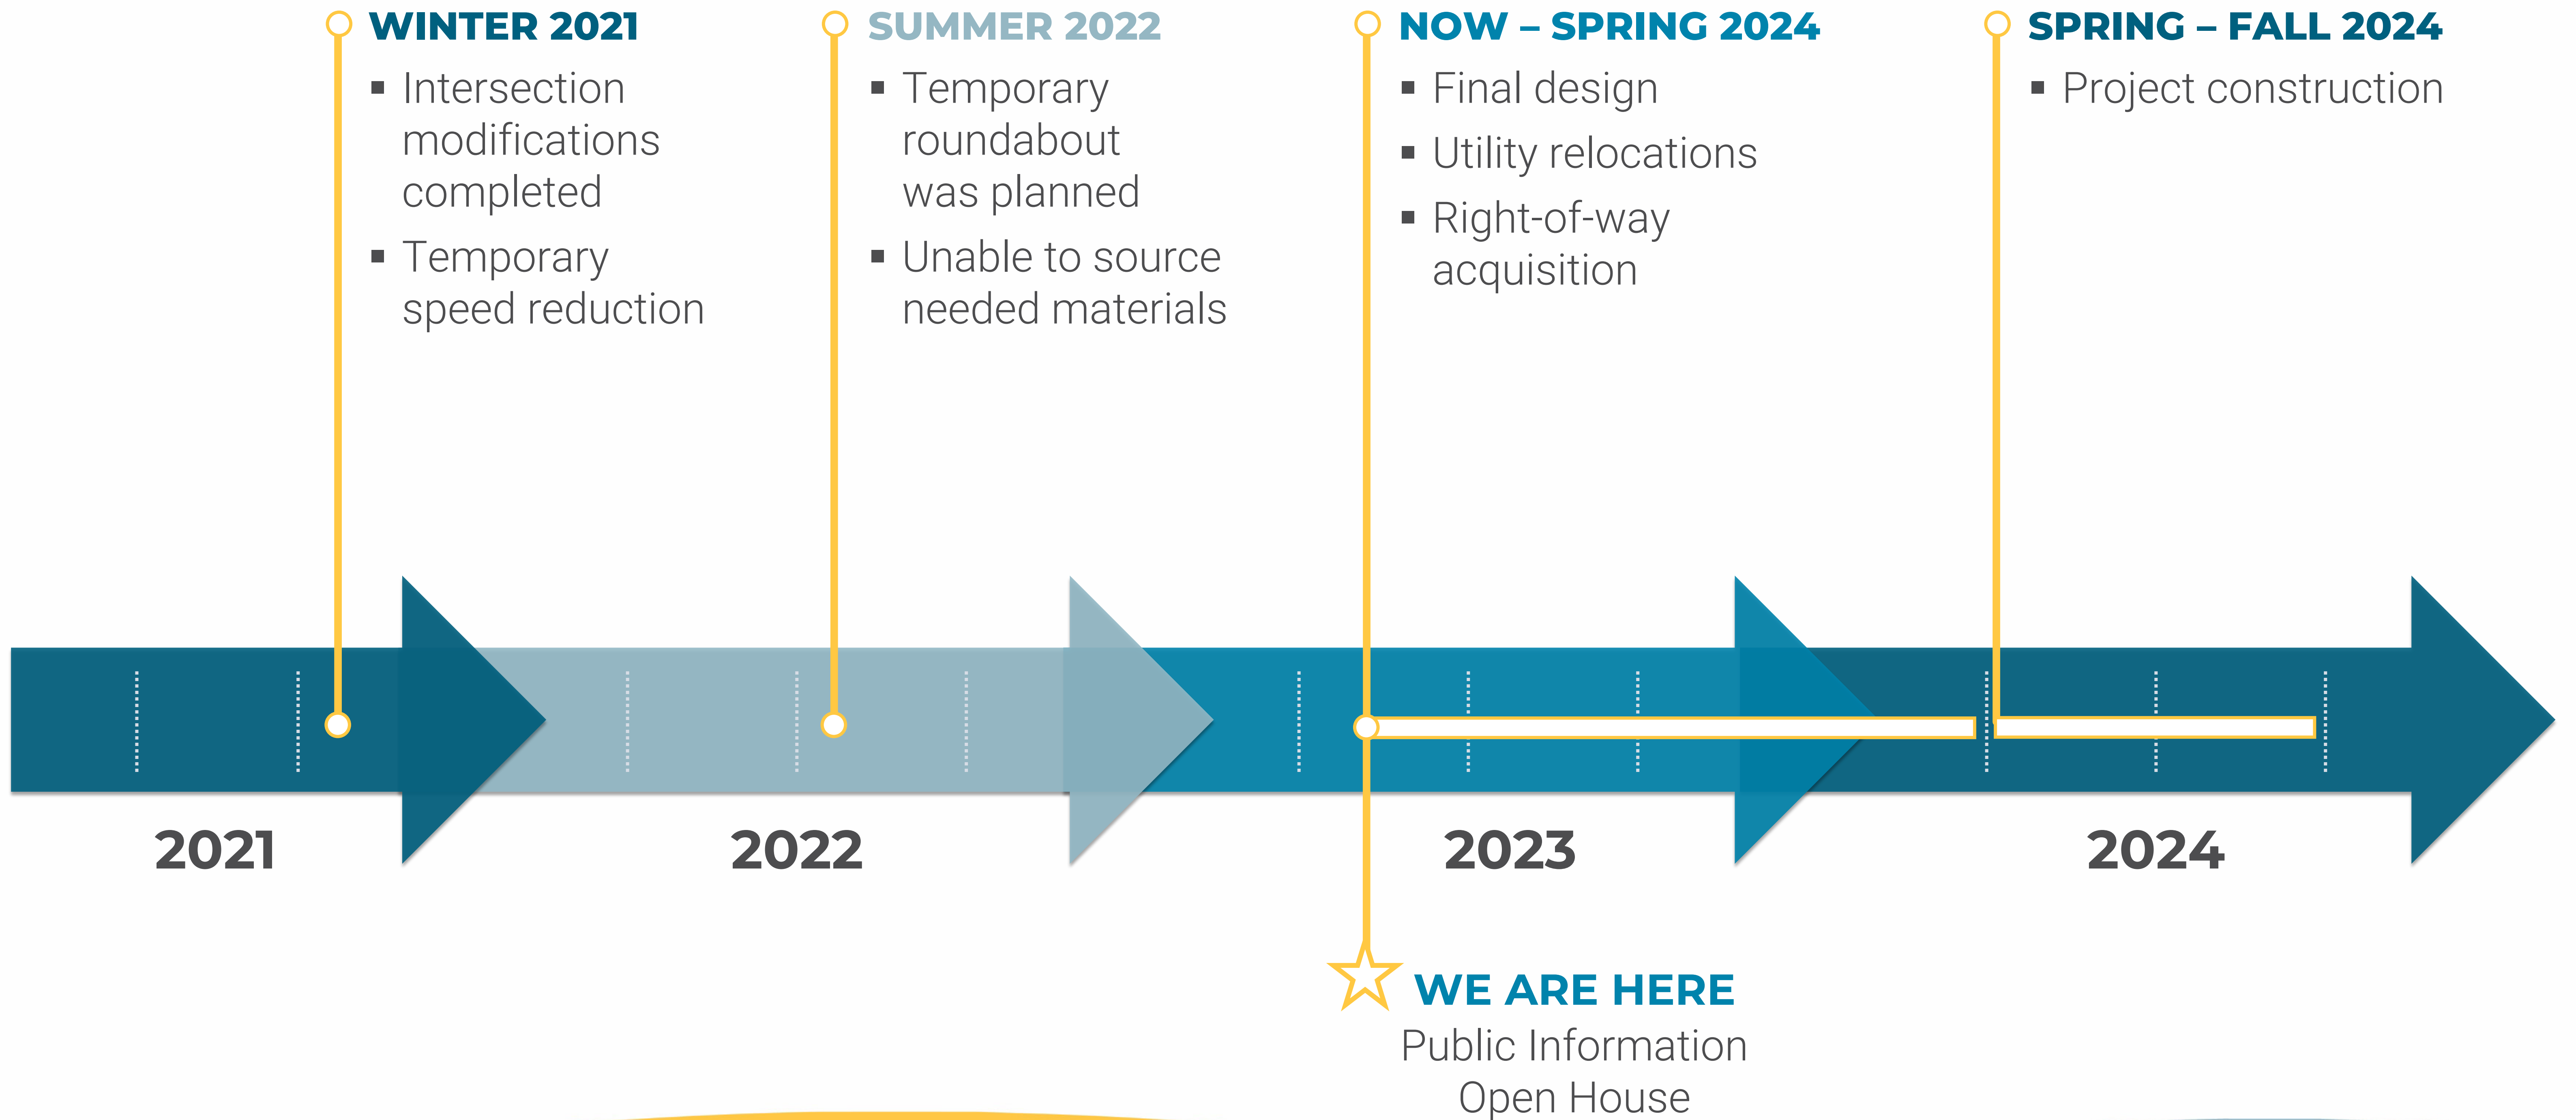 WINTER 2021
▪ Intersection
modifications
completed
▪ Temporary
speed reduction
SUMMER 2022
▪ Temporary
roundabout
was planned
▪ Unable to source
needed materials
NOW – SPRING 2024
▪ Final design
▪ Utility relocations
▪ Right-of-way
acquisition
SPRING – FALL 2024
▪ Project construction
2021
2022
2023
2024
WE ARE HERE
Public Information
Open House